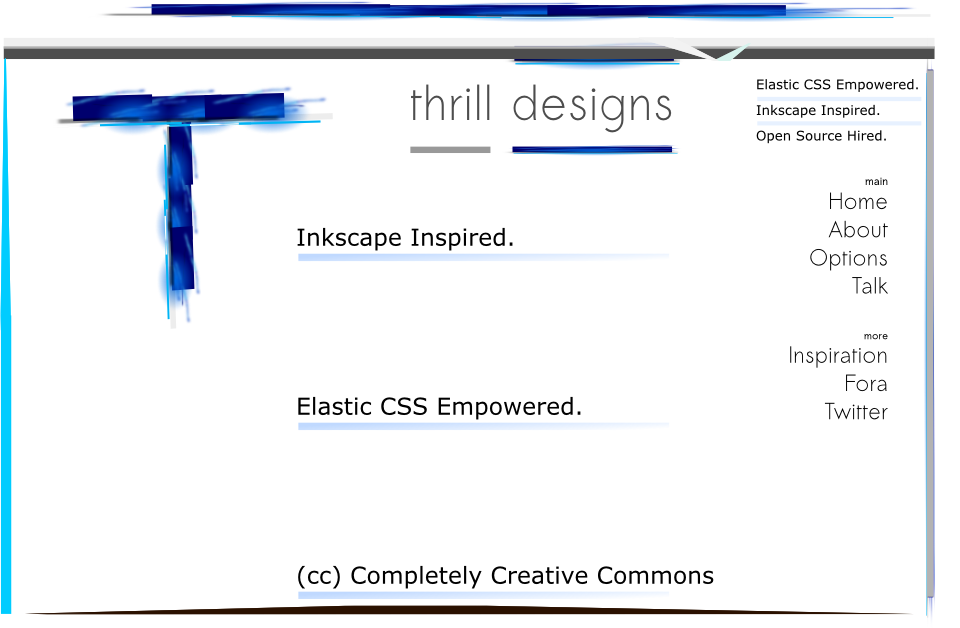 T
thrill designs
Elastic CSS Empowered.
Inkscape Inspired.
Open Source Hired.
main
Home
About
Options
Talk
more
Inspiration
Fora
Twitter
Inkscape Inspired.
Elastic CSS Empowered.
(cc) Completely Creative Commons